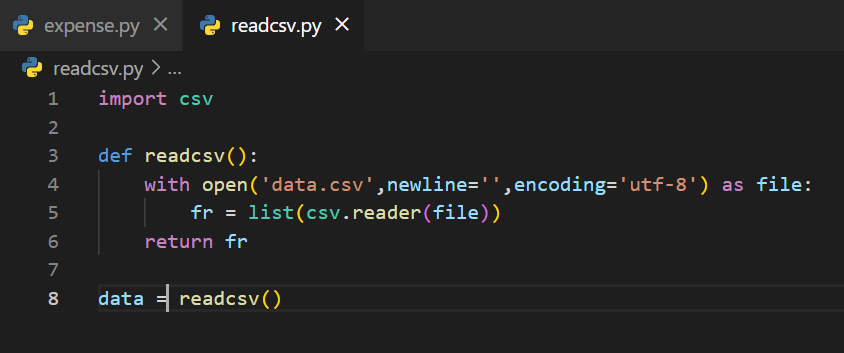 expense.py ×   readcsv.py ×
readcsv.py > ...
1 import csv
2
3 def readcsv():
4     with open('data.csv',newline='',encoding='utf-8') as file:
5         fr = list(csv.reader(file))
6     return fr
7
8 data = readcsv()